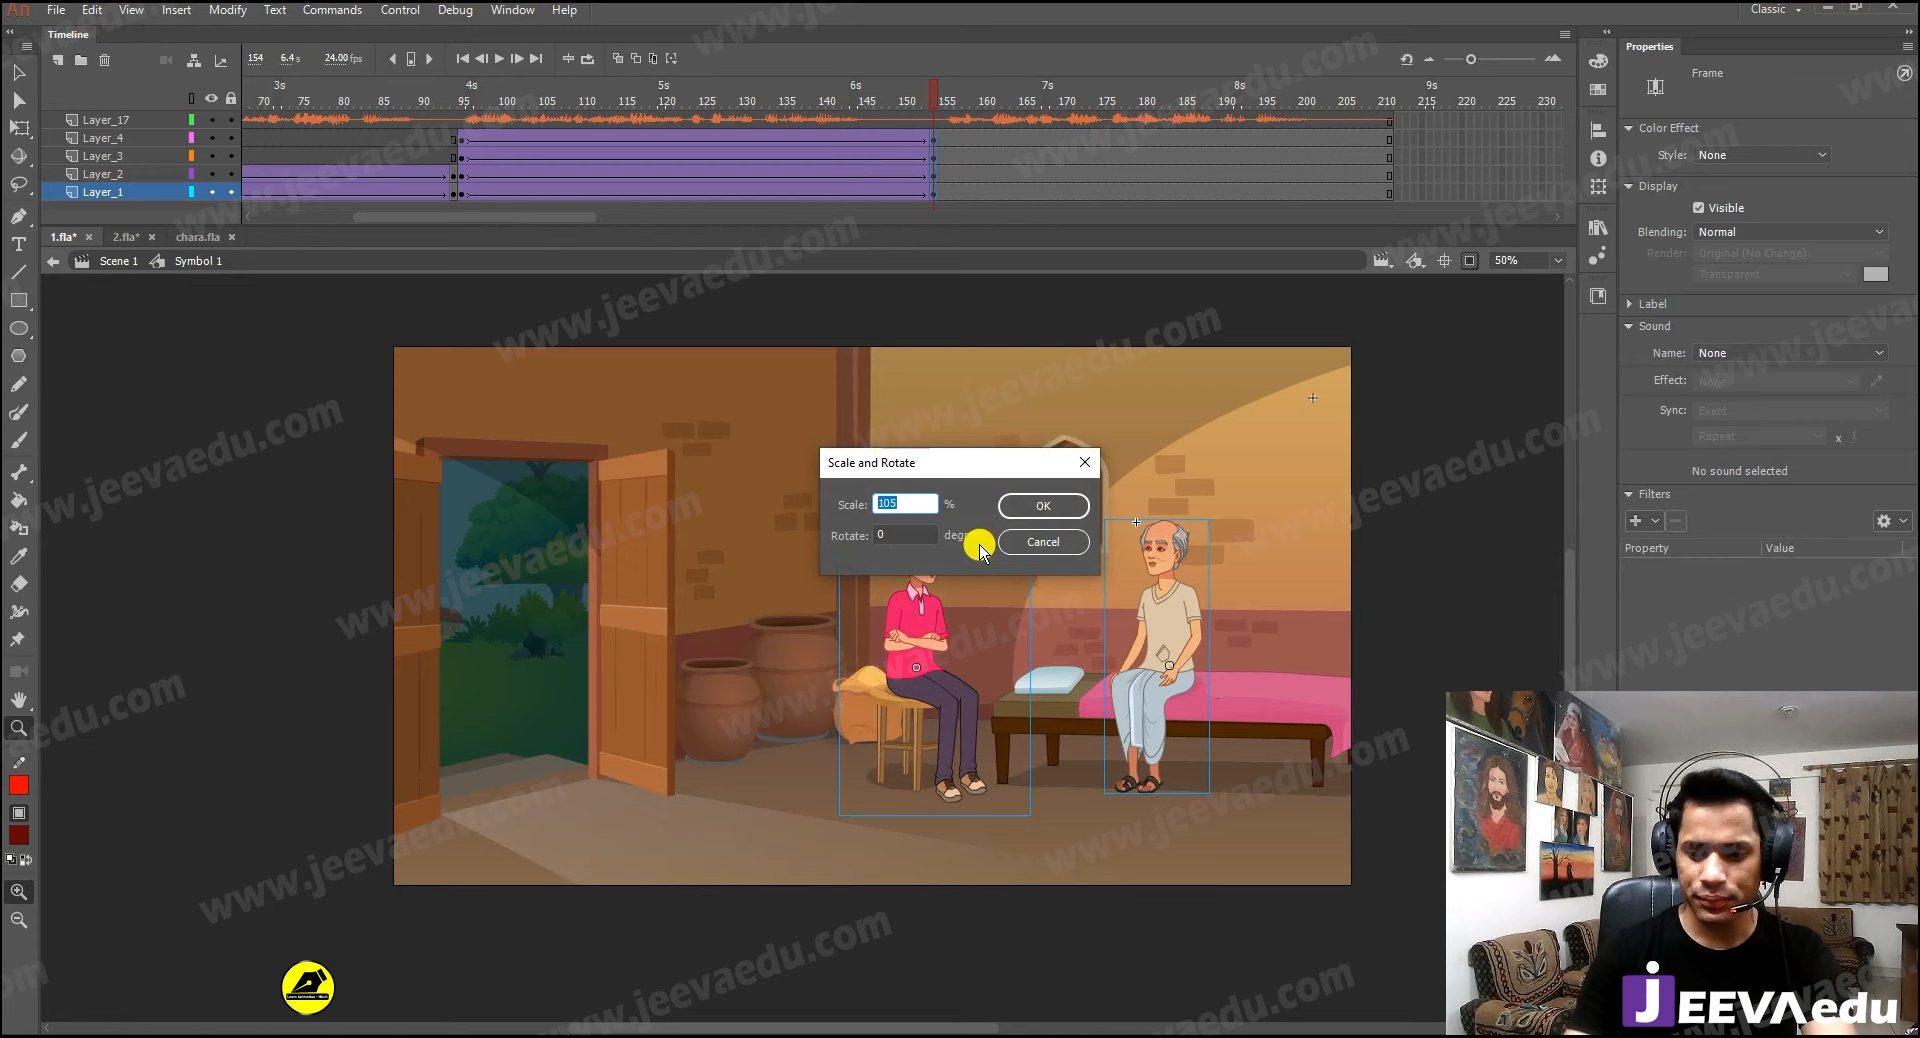 An File Edit View Insert Modify Text Commands Control Debug Window Help Classic
Timeline
154 6.4 s 24.00 fps
3s 4s 5s 6s 7s 8s 9s
70 75 80 85 90 95 100 105 110 115 120 125 130 135 140 145 150 155 160 165 170 175 180 185 190 195 200 205 210 215 220 225 230
Layer_17
Layer_4
Layer_3
Layer_2
Layer_1
1.fla* 2.fla* chara.fla
Scene 1 Symbol 1 50%
Properties
Frame
Color Effect
Style: None
Display
Visible
Blending: Normal
Render: Original (No Change)
Transparent
Label
Sound
Name: None
Effect: None
Sync: Event
Repeat x 1
No sound selected
Filters
Property Value
Scale and Rotate
Scale: 105 % OK
Rotate: 0 Cancel
www.jeevaedu.com
JEEVAedu